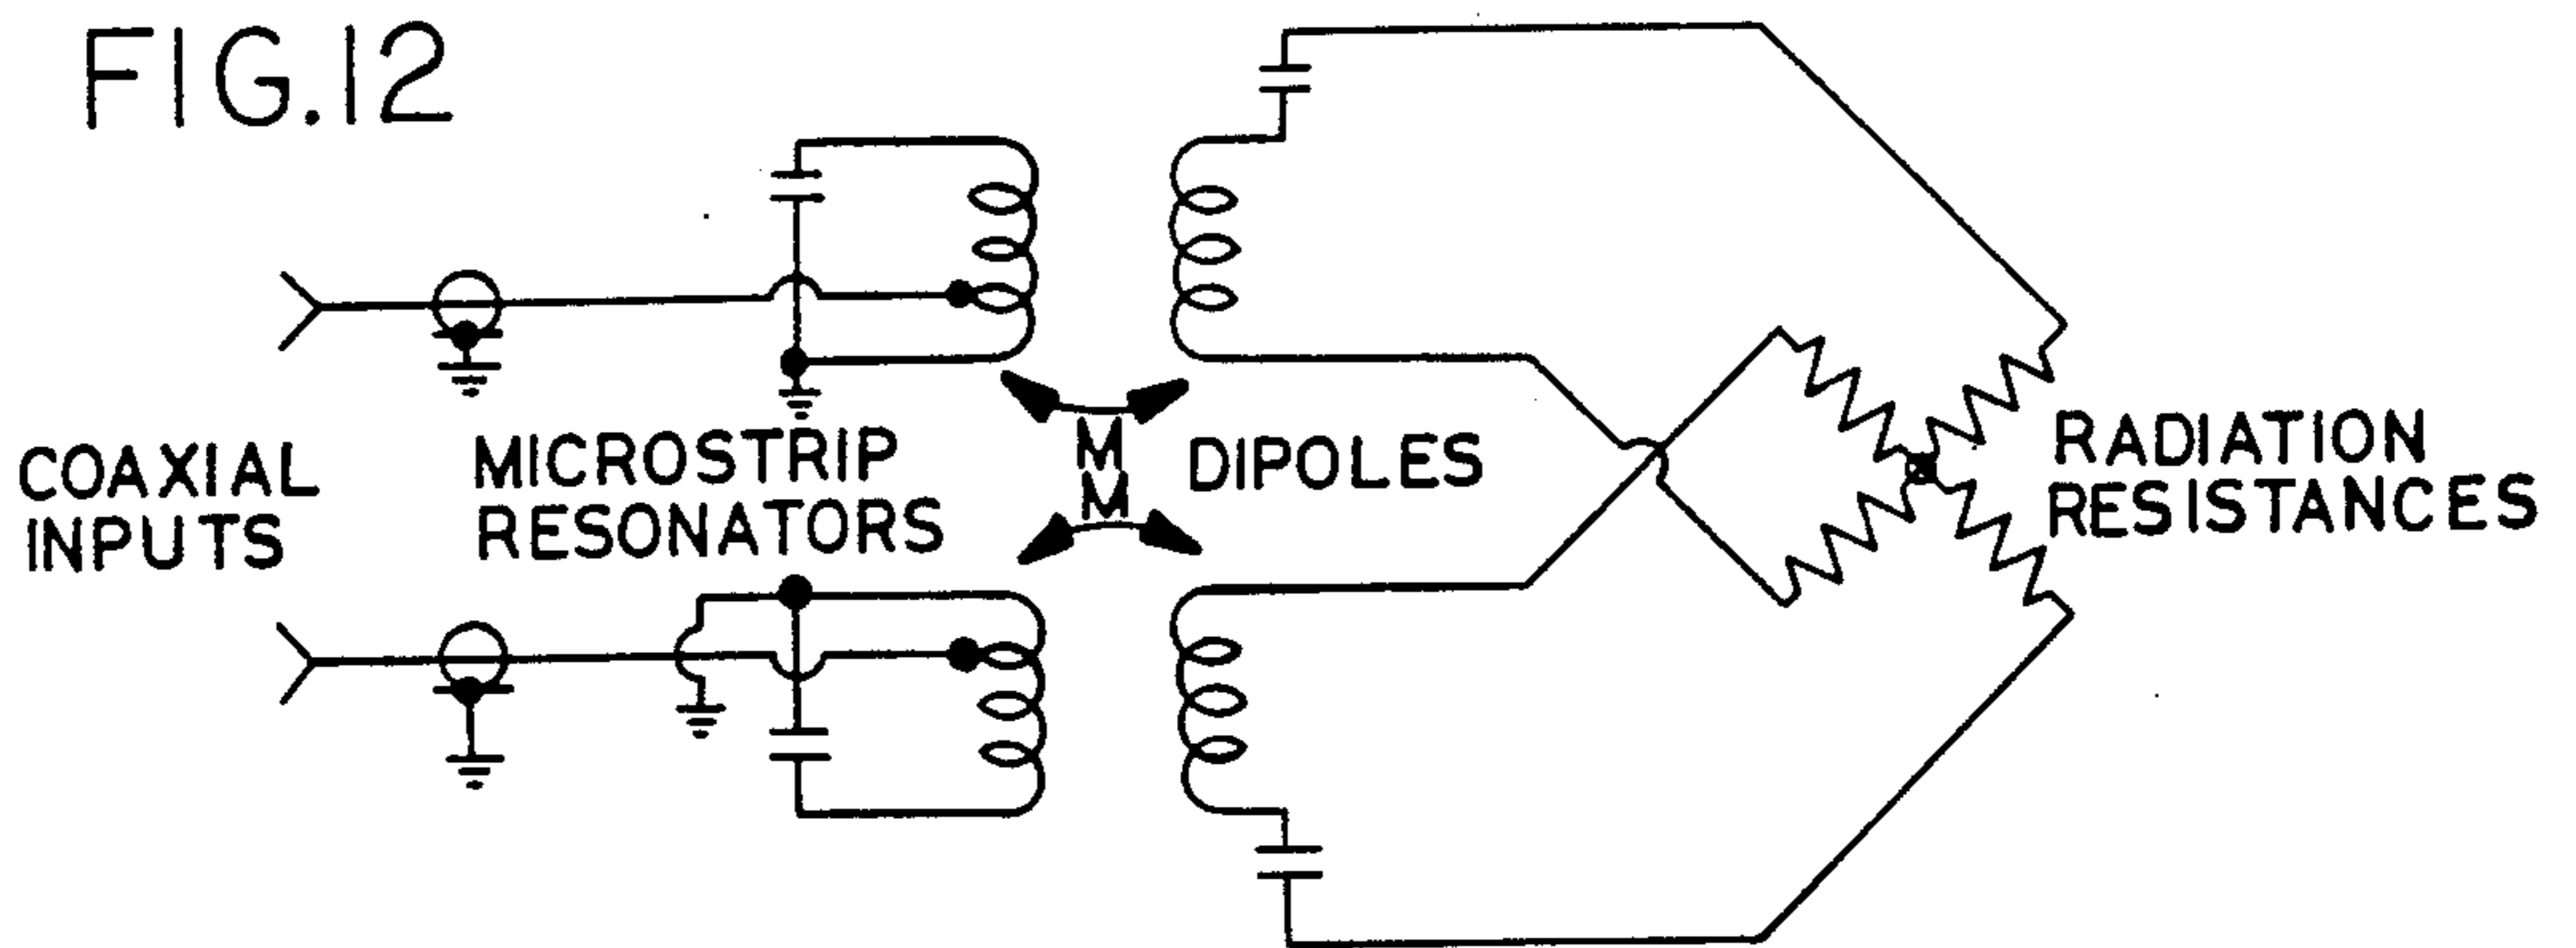 FIG.12
COAXIAL
INPUTS
MICROSTRIP
RESONATORS
M
M
DIPOLES
RADIATION
RESISTANCES